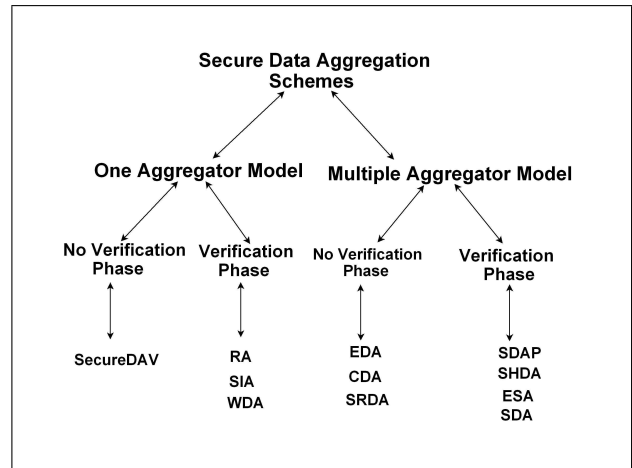 Secure Data Aggregation
Schemes
One Aggregator Model
Multiple Aggregator Model
No Verification
Phase
Verification
Phase
No Verification
Phase
Verification
Phase
SecureDAV
RA
SIA
WDA
EDA
CDA
SRDA
SDAP
SHDA
ESA
SDA